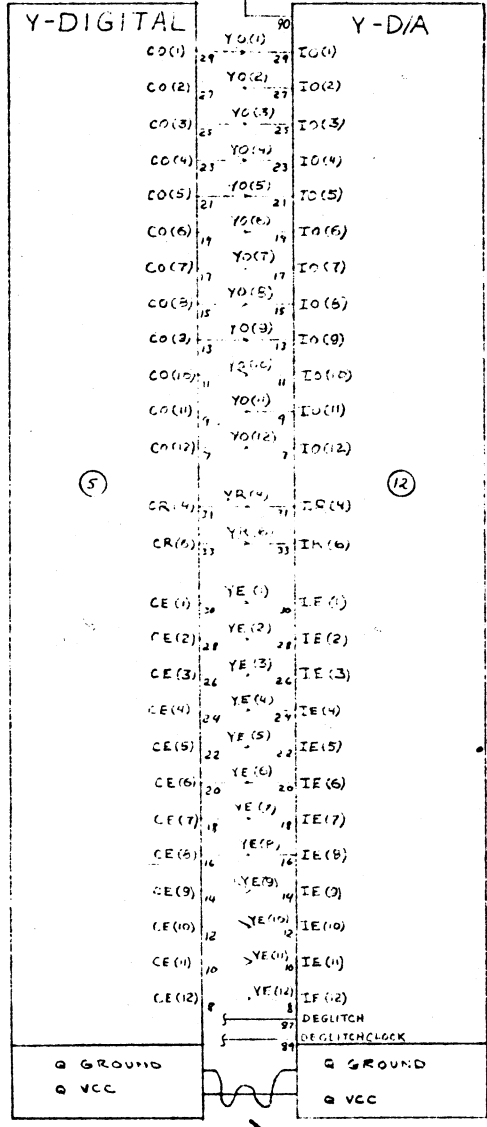 90
Y-DIGITAL Y-D/A
CO(1) 29 YO(1) 29 IO(1)
CO(2) 27 YO(2) 27 IO(2)
CO(3) 25 YO(3) 25 IO(3)
CO(4) 23 YO(4) 23 IO(4)
CO(5) 21 YO(5) 21 IO(5)
CO(6) 19 YO(6) 19 IO(6)
CO(7) 17 YO(7) 17 IO(7)
CO(8) 15 YO(8) 15 IO(8)
CO(9) 13 YO(9) 13 IO(9)
CO(10) 11 YO(10) 11 IO(10)
CO(11) 9 YO(11) 9 IO(11)
CO(12) 7 YO(12) 7 IO(12)
5 12
CR(4) 31 YR(4) 31 IR(4)
CR(6) 33 YR(6) 33 IR(6)
CE(1) 30 YE(1) 30 IE(1)
CE(2) 28 YE(2) 28 IE(2)
CE(3) 26 YE(3) 26 IE(3)
CE(4) 24 YE(4) 24 IE(4)
CE(5) 22 YE(5) 22 IE(5)
CE(6) 20 YE(6) 20 IE(6)
CE(7) 18 YE(7) 18 IE(7)
CE(8) 16 YE(8) 16 IE(8)
CE(9) 14 YE(9) 14 IE(9)
CE(10) 12 YE(10) 12 IE(10)
CE(11) 10 YE(11) 10 IE(11)
CE(12) 8 YE(12) 8 IE(12)
87 DEGLITCH
89 DEGLITCHCLOCK
Q GROUND Q GROUND
Q VCC Q VCC